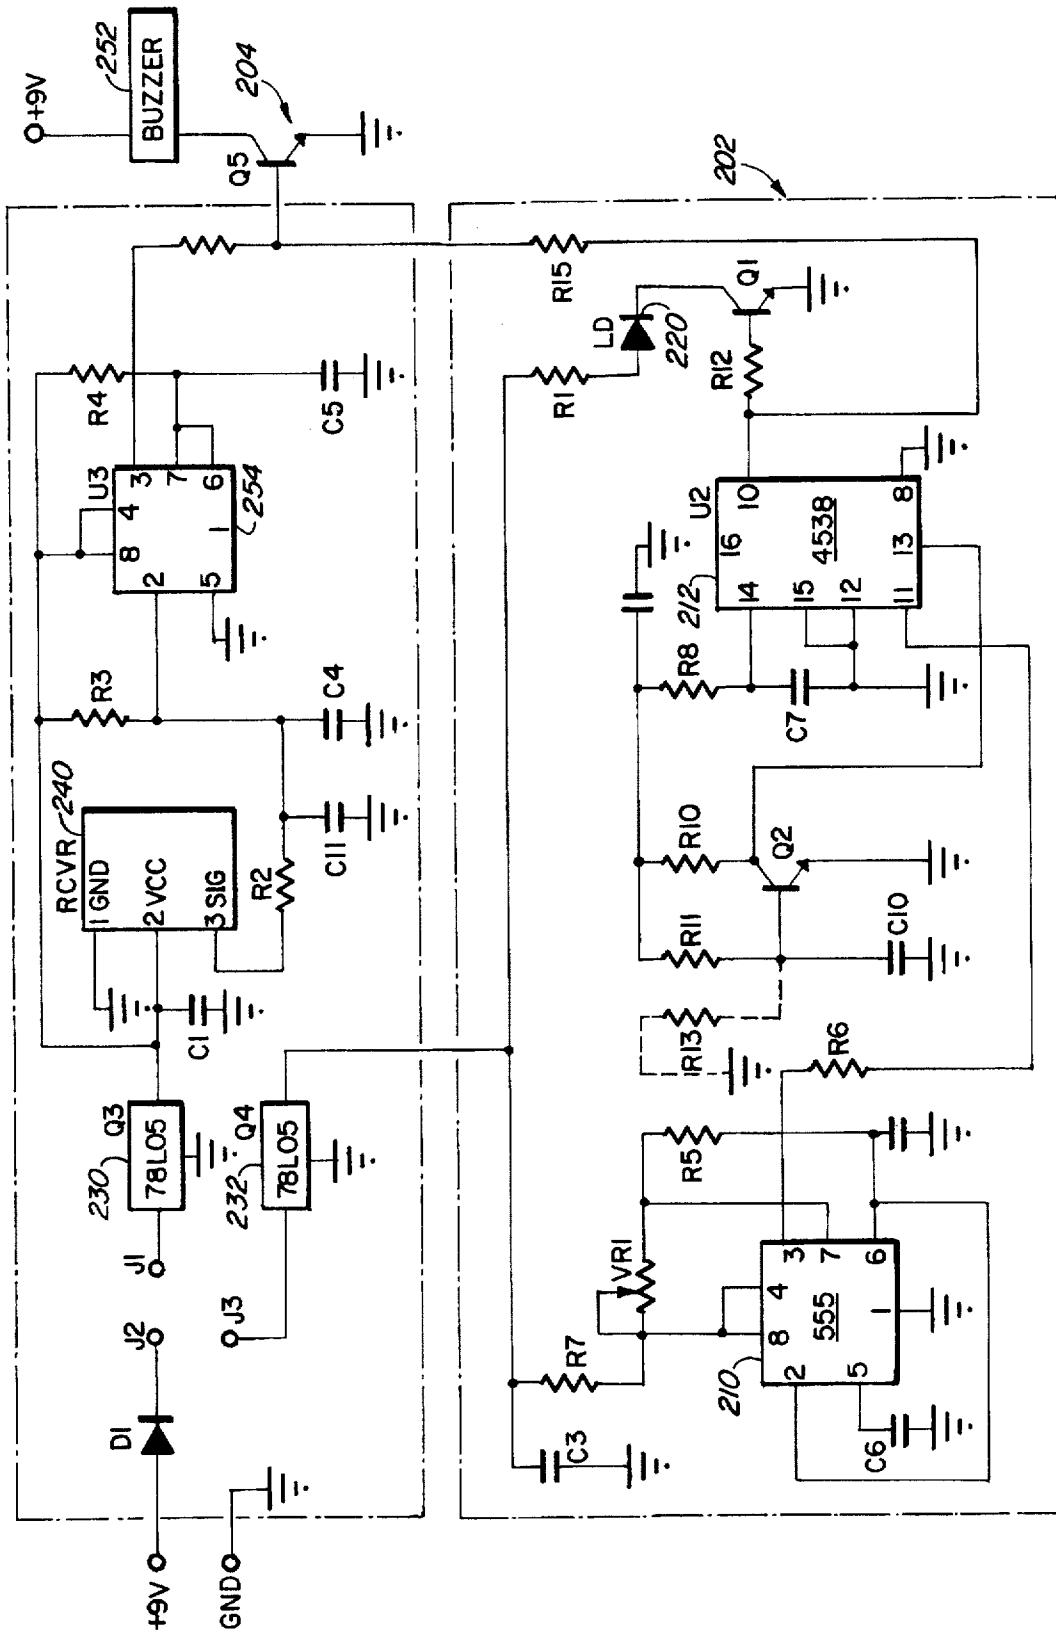 +9V
GND
D1
J2
J1
J3
230
Q3
78L05
232
Q4
78L05
C1
RCVR
240
1 GND
2 VCC
3 SIG
R2
C11
R3
C4
U3
8
4
2
3
7
5
1
6
254
R4
C5
+9V
252
BUZZER
Q5
204
202
C3
R7
VR1
210
8
4
2
3
555
7
5
1
6
C6
R5
R6
R13
R11
R10
Q2
C10
R8
C7
212
U2
16
14
10
15
4538
12
11
13
8
R1
LD
220
R15
R12
Q1